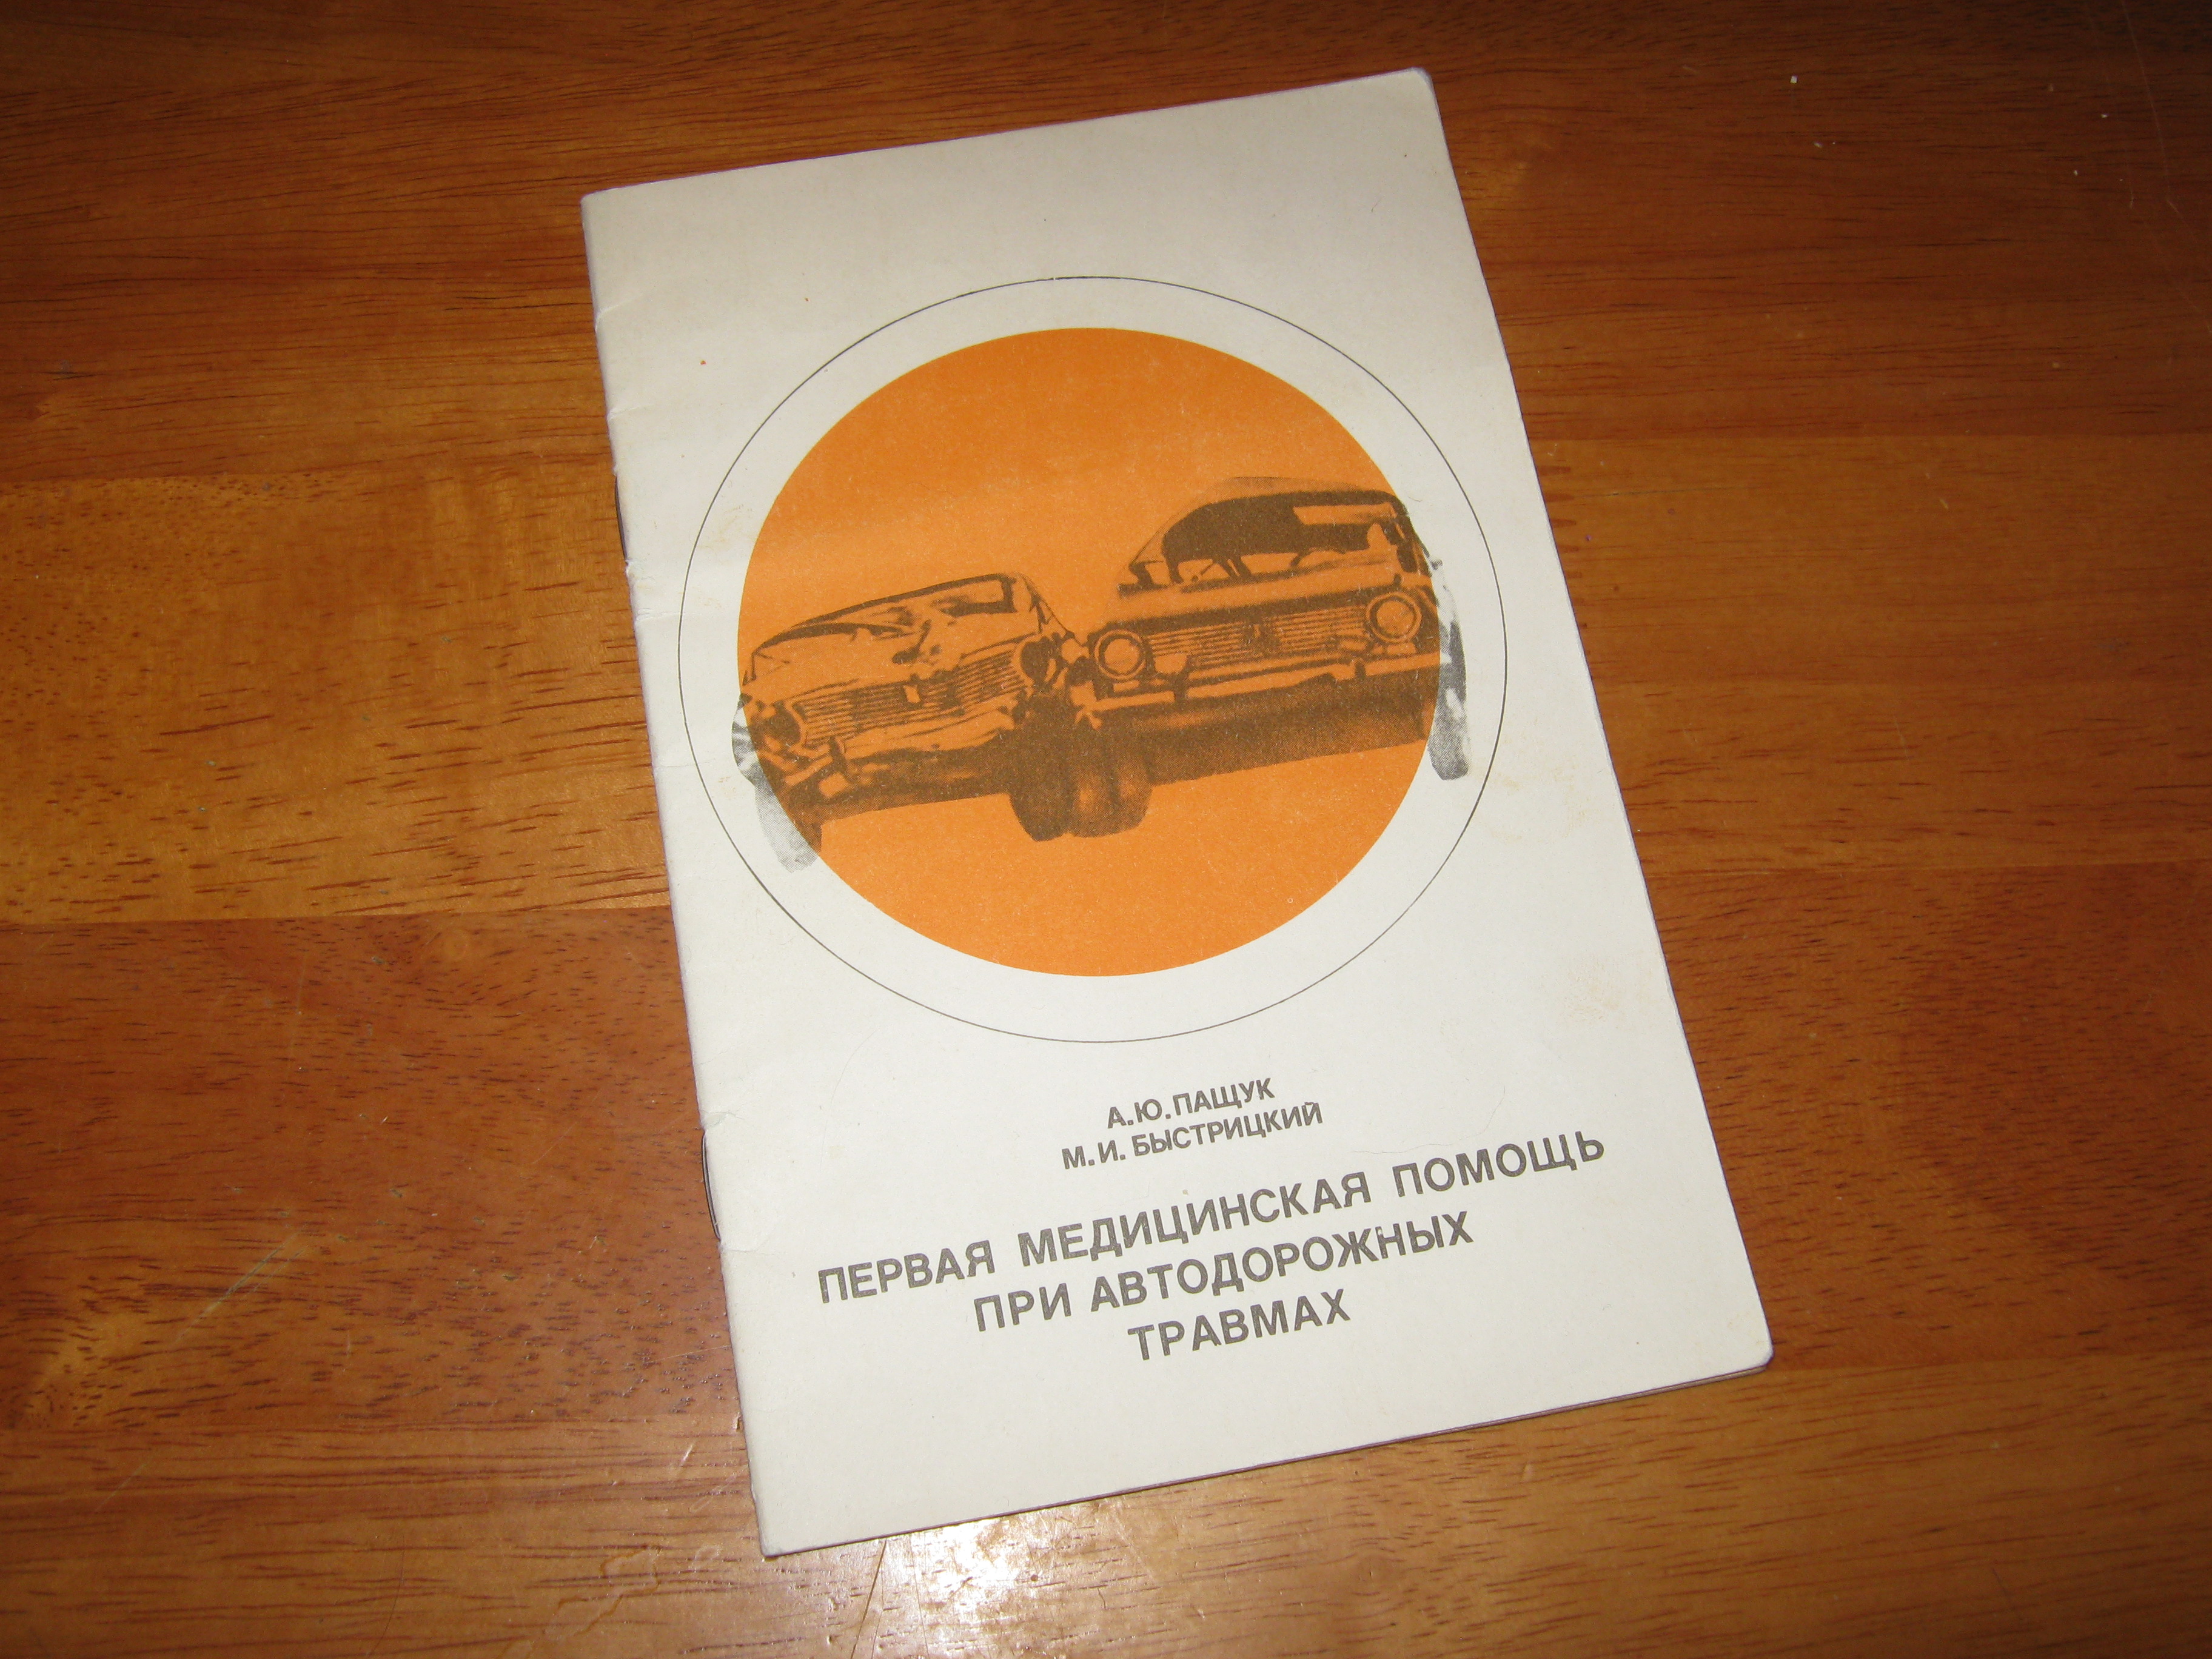 А.Ю.ПАЩУК
М.И.БЫСТРИЦКИЙ
ПЕРВАЯ МЕДИЦИНСКАЯ ПОМОЩЬ
ПРИ АВТОДОРОЖНЫХ
ТРАВМАХ